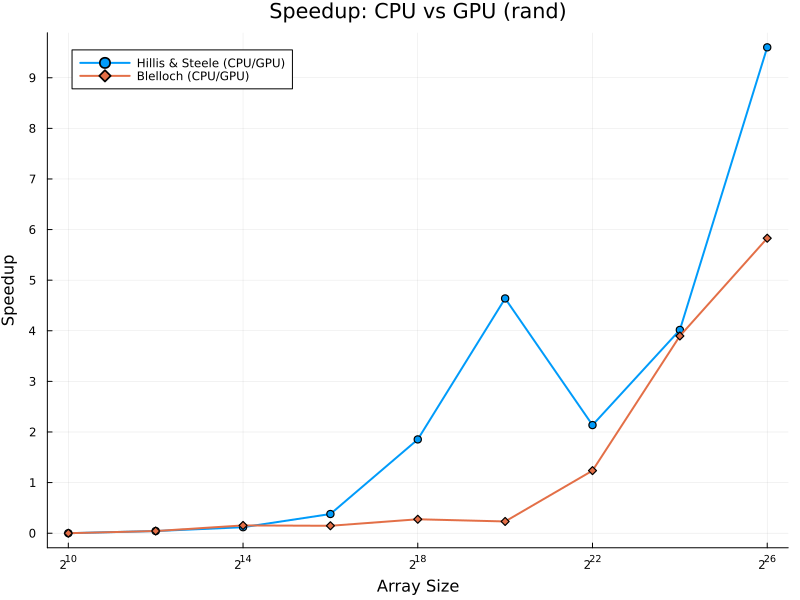 Speedup: CPU vs GPU (rand)
Hillis & Steele (CPU/GPU)
Blelloch (CPU/GPU)
Speedup
9
8
7
6
5
4
3
2
1
0
2^10 2^14 2^18 2^22 2^26
Array Size